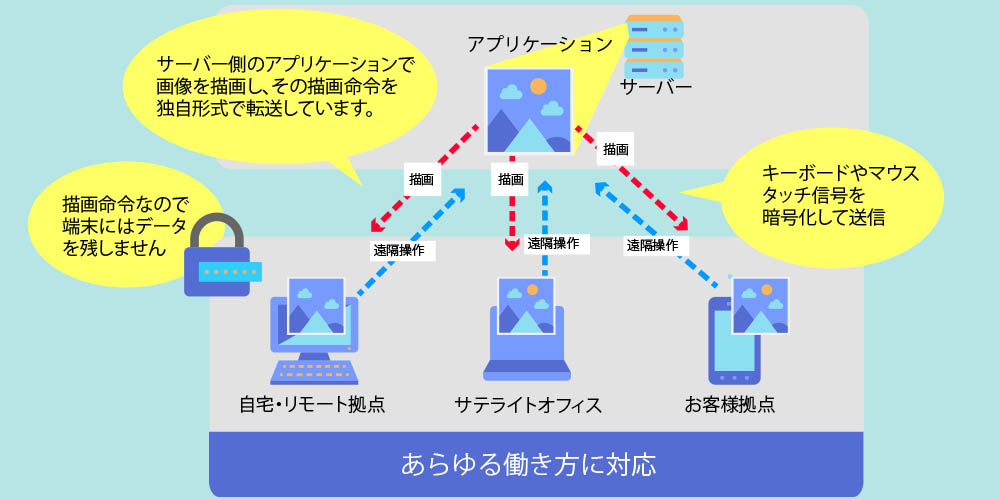 サーバー側のアプリケーションで
画像を描画し、その描画命令を
独自形式で転送しています。
アプリケーション
サーバー
描画
描画
描画
キーボードやマウス
タッチ信号を
暗号化して送信
描画命令なので
端末にはデータ
を残しません
遠隔操作
遠隔操作
遠隔操作
自宅・リモート拠点
サテライトオフィス
お客様拠点
あらゆる働き方に対応